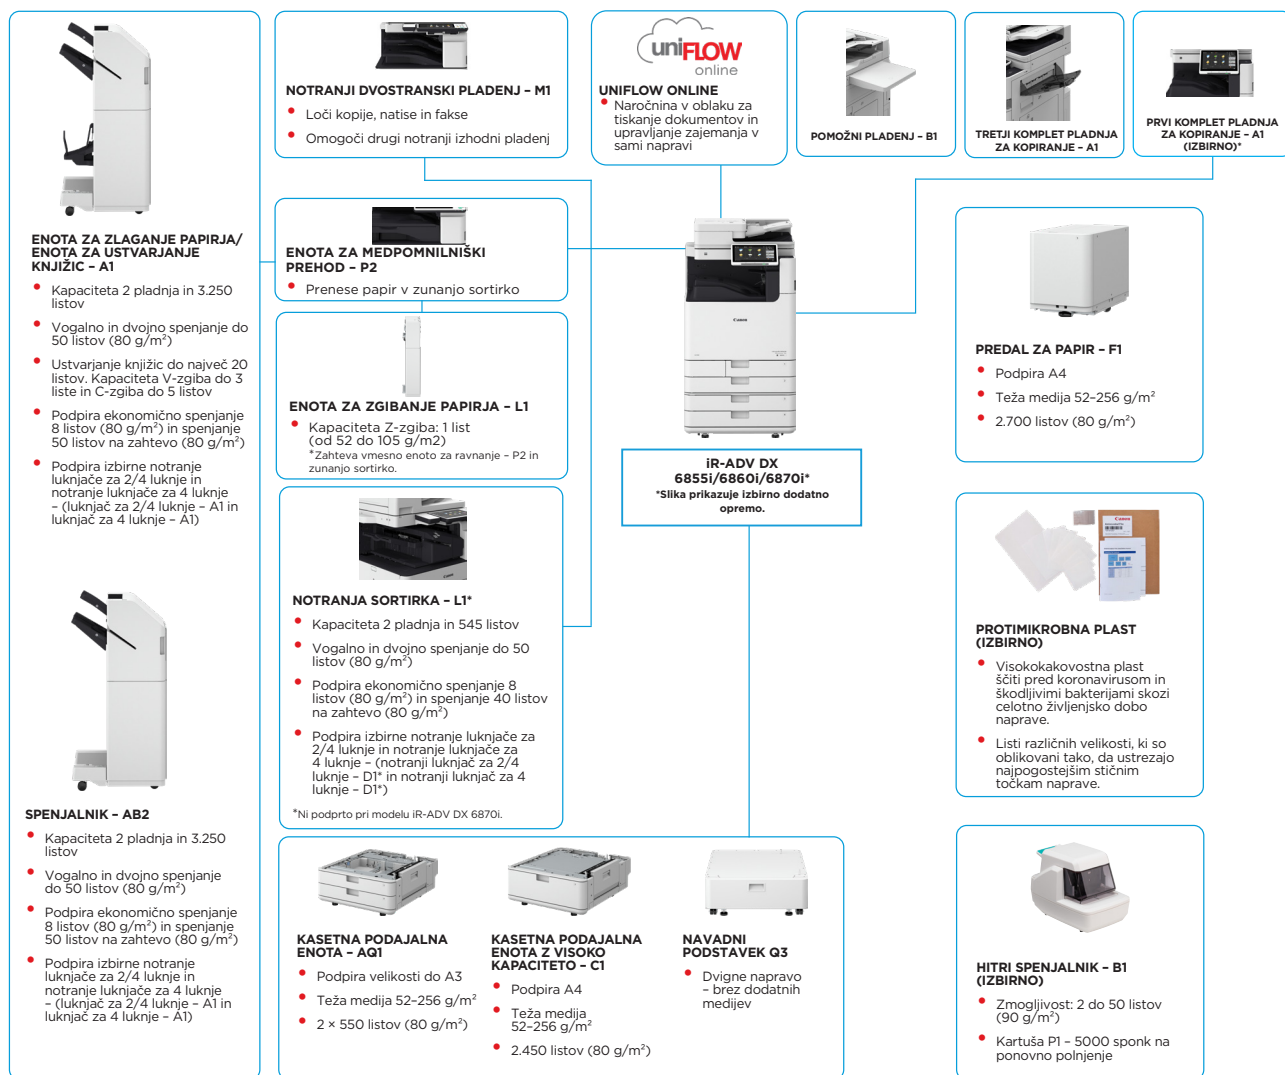 ENOTA ZA ZLAGANJE PAPIRJA/
ENOTA ZA USTVARJANJE
KNJIŽIC – A1
• Kapaciteta 2 pladnja in 3.250
listov
• Vogalno in dvojno spenjanje do
50 listov (80 g/m²)
• Ustvarjanje knjižic do največ 20
listov. Kapaciteta V-zgiba do 3
liste in C-zgiba do 5 listov
• Podpira ekonomično spenjanje
8 listov (80 g/m²) in spenjanje
50 listov na zahtevo (80 g/m²)
• Podpira izbirne notranje
luknjače za 2/4 luknje in
notranje luknjače za 4 luknje
– (luknjač za 2/4 luknje – A1 in
luknjač za 4 luknje – A1)
SPENJALNIK – AB2
• Kapaciteta 2 pladnja in 3.250
listov
• Vogalno in dvojno spenjanje
do 50 listov (80 g/m²)
• Podpira ekonomično spenjanje
8 listov (80 g/m²) in spenjanje
50 listov na zahtevo (80 g/m²)
• Podpira izbirne notranje
luknjače za 2/4 luknje in
notranje luknjače za 4 luknje
– (luknjač za 2/4 luknje – A1 in
luknjač za 4 luknje – A1)
NOTRANJI DVOSTRANSKI PLADENJ – M1
• Loči kopije, natise in fakse
• Omogoči drugi notranji izhodni pladenj
ENOTA ZA MEDPOMNILNIŠKI
PREHOD – P2
• Prenese papir v zunanjo sortirko
ENOTA ZA ZGIBANJE PAPIRJA – L1
• Kapaciteta Z-zgiba: 1 list
(od 52 do 105 g/m2)
*Zahteva vmesno enoto za ravnanje – P2 in
zunanjo sortirko.
NOTRANJA SORTIRKA – L1*
• Kapaciteta 2 pladnja in 545 listov
• Vogalno in dvojno spenjanje do 50
listov (80 g/m²)
• Podpira ekonomično spenjanje 8
listov (80 g/m²) in spenjanje 40 listov
na zahtevo (80 g/m²)
• Podpira izbirne notranje luknjače za
2/4 luknje in notranje luknjače za
4 luknje – (notranji luknjač za 2/4
luknje – D1* in notranji luknjač za 4
luknje – D1*)
*Ni podprto pri modelu iR-ADV DX 6870i.
uniFLOW
online
UNIFLOW ONLINE
• Naročnina v oblaku za
tiskanje dokumentov in
upravljanje zajemanja v
sami napravi
POMOŽNI PLADENJ – B1
TRETJI KOMPLET PLADNJA
ZA KOPIRANJE – A1
PRVI KOMPLET PLADNJA
ZA KOPIRANJE – A1
(IZBIRNO)*
Canon
iR-ADV DX
6855i/6860i/6870i*
*Slika prikazuje izbirno dodatno
opremo.
PREDAL ZA PAPIR – F1
• Podpira A4
• Teža medija 52–256 g/m²
• 2.700 listov (80 g/m²)
Canon
PROTIMIKROBNA PLAST
(IZBIRNO)
• Visokokakovostna plast
ščiti pred koronavirusom in
škodljivimi bakterijami skozi
celotno življenjsko dobo
naprave.
• Listi različnih velikosti, ki so
oblikovani tako, da ustrezajo
najpogostejšim stičnim
točkam naprave.
KASETNA PODAJALNA
ENOTA – AQ1
• Podpira velikosti do A3
• Teža medija 52–256 g/m²
• 2 × 550 listov (80 g/m²)
KASETNA PODAJALNA
ENOTA Z VISOKO
KAPACITETO – C1
• Podpira A4
• Teža medija
52–256 g/m²
• 2.450 listov (80 g/m²)
NAVADNI
PODSTAVEK Q3
• Dvigne napravo
– brez dodatnih
medijev
HITRI SPENJALNIK – B1
(IZBIRNO)
• Zmogljivost: 2 do 50 listov
(90 g/m²)
• Kartuša P1 – 5000 sponk na
ponovno polnjenje